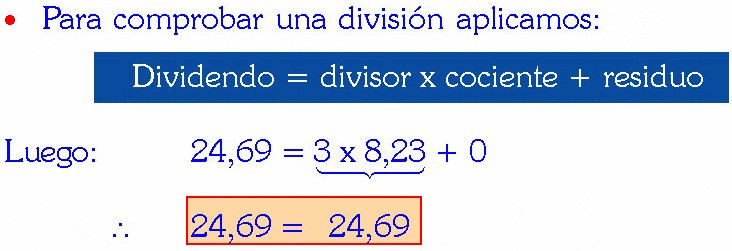 • Para comprobar una división aplicamos:
Dividendo = divisor x cociente + residuo
Luego: 24,69 = 3 x 8,23 + 0
∴ 24,69 = 24,69